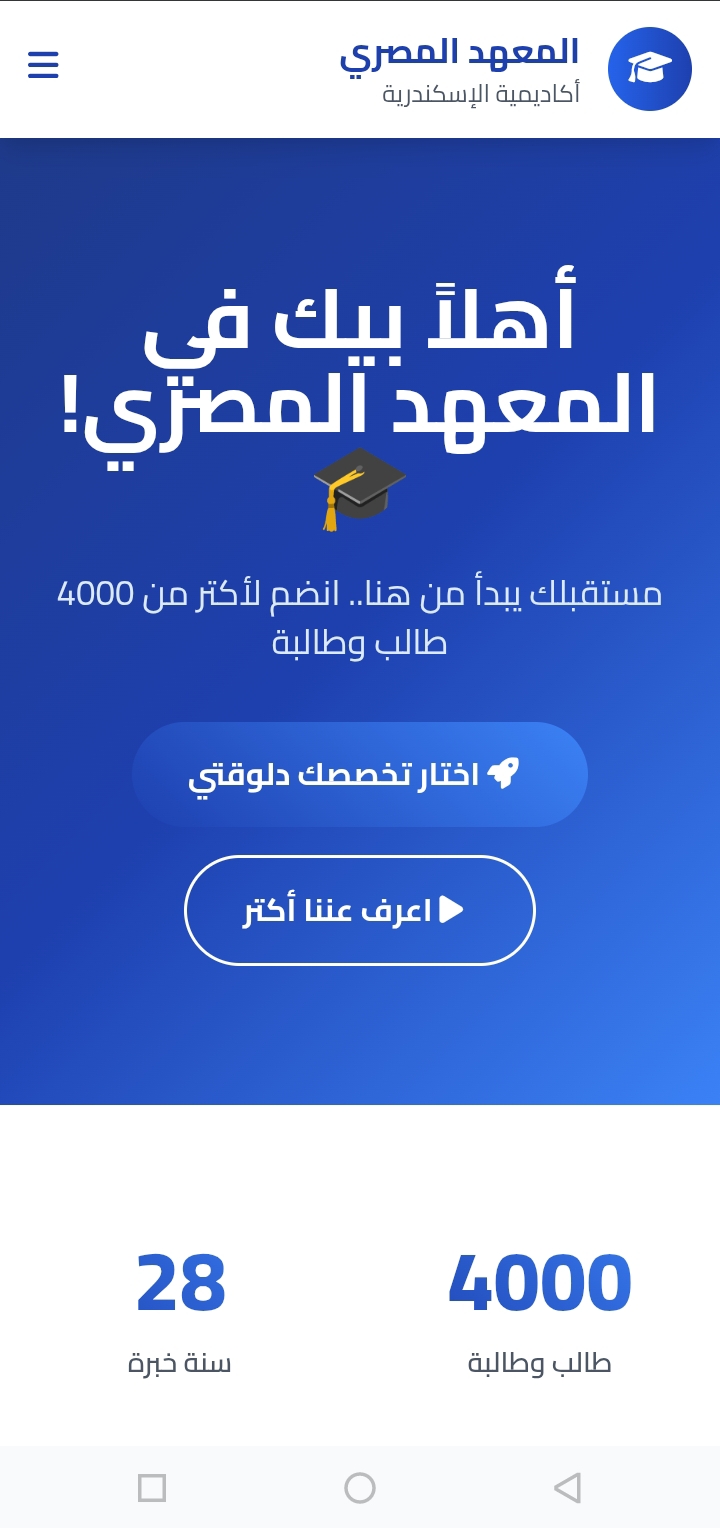 المعهد المصري
أكاديمية الإسكندرية
أهلاً بيك في
المعهد المصري!
🎓
مستقبلك يبدأ من هنا.. انضم لأكتر من 4000
طالب وطالبة
اختار تخصصك دلوقتي
اعرف عننا أكتر
4000
طالب وطالبة
28
سنة خبرة